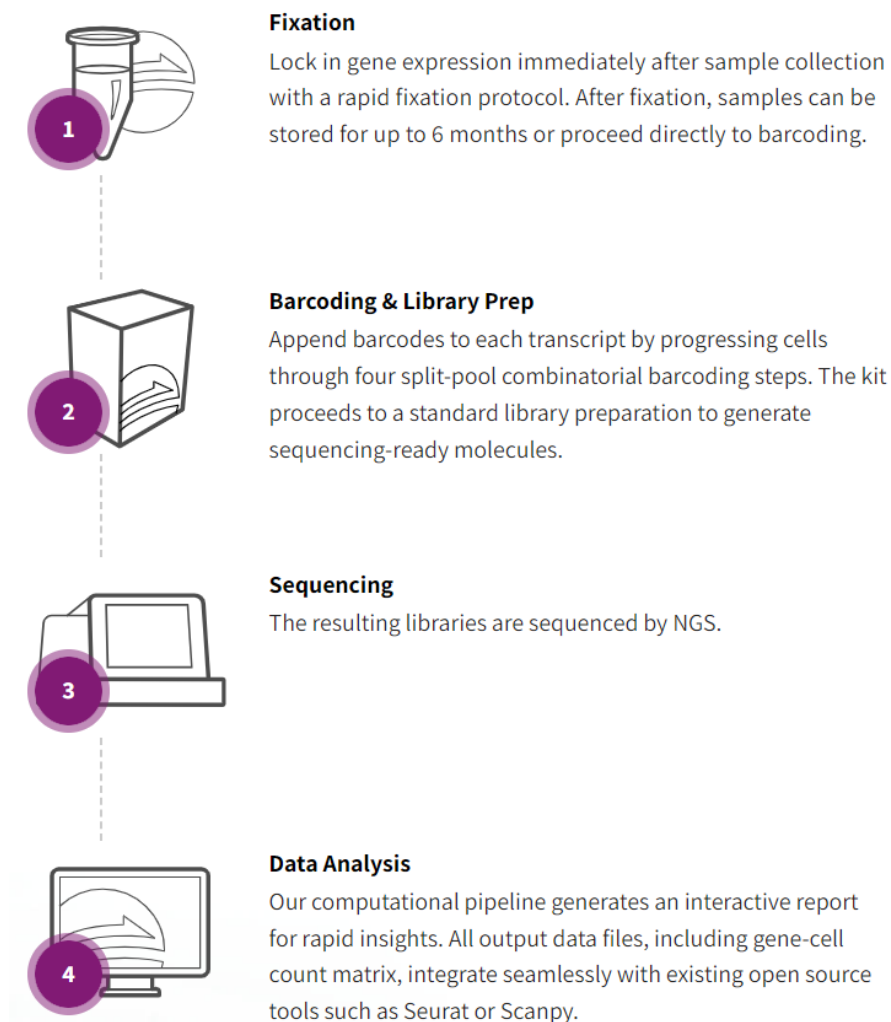 Fixation
Lock in gene expression immediately after sample collection
with a rapid fixation protocol. After fixation, samples can be
stored for up to 6 months or proceed directly to barcoding.
1
Barcoding & Library Prep
Append barcodes to each transcript by progressing cells
through four split-pool combinatorial barcoding steps. The kit
proceeds to a standard library preparation to generate
sequencing-ready molecules.
2
Sequencing
The resulting libraries are sequenced by NGS.
3
Data Analysis
Our computational pipeline generates an interactive report
for rapid insights. All output data files, including gene-cell
count matrix, integrate seamlessly with existing open source
tools such as Seurat or Scanpy.
4